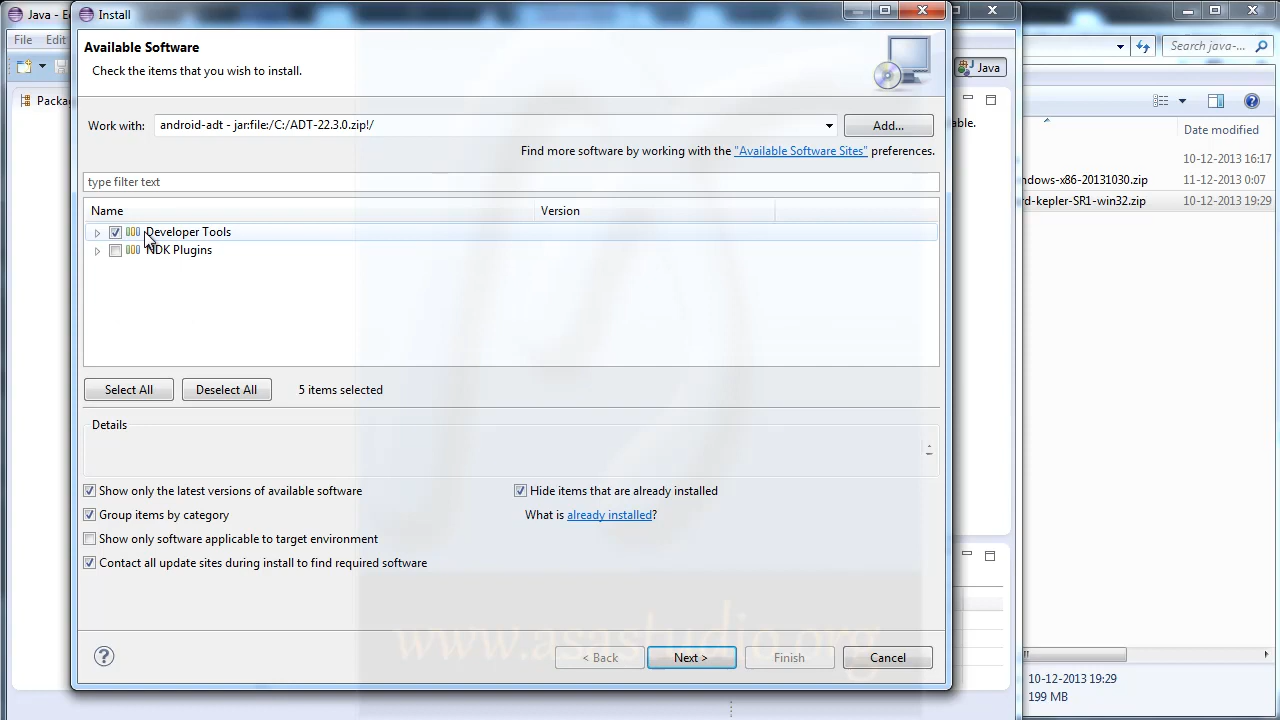 Java - E
Install
File Edit
Search java-...
Available Software
Check the items that you wish to install.
Java
Packa
Work with: android-adt - jar:file:/C:/ADT-22.3.0.zip!/ Add...
able.
Date modified
Find more software by working with the "Available Software Sites" preferences.
10-12-2013 16:17
type filter text
ndows-x86-20131030.zip 11-12-2013 0:07
rd-kepler-SR1-win32.zip 10-12-2013 19:29
Name Version
Developer Tools
NDK Plugins
Select All Deselect All 5 items selected
Details
Show only the latest versions of available software Hide items that are already installed
Group items by category What is already installed?
Show only software applicable to target environment
Contact all update sites during install to find required software
www.asastudio.org
< Back Next > Finish Cancel
10-12-2013 19:29
199 MB